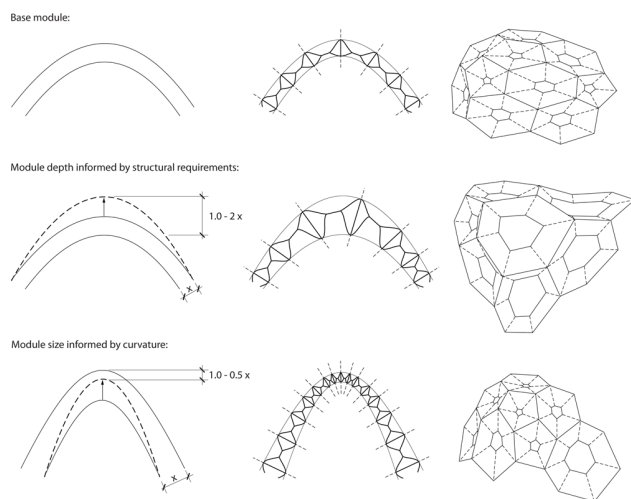 Base module:
Module depth informed by structural requirements:
1.0 - 2 x
x
Module size informed by curvature:
1.0 - 0.5 x
x